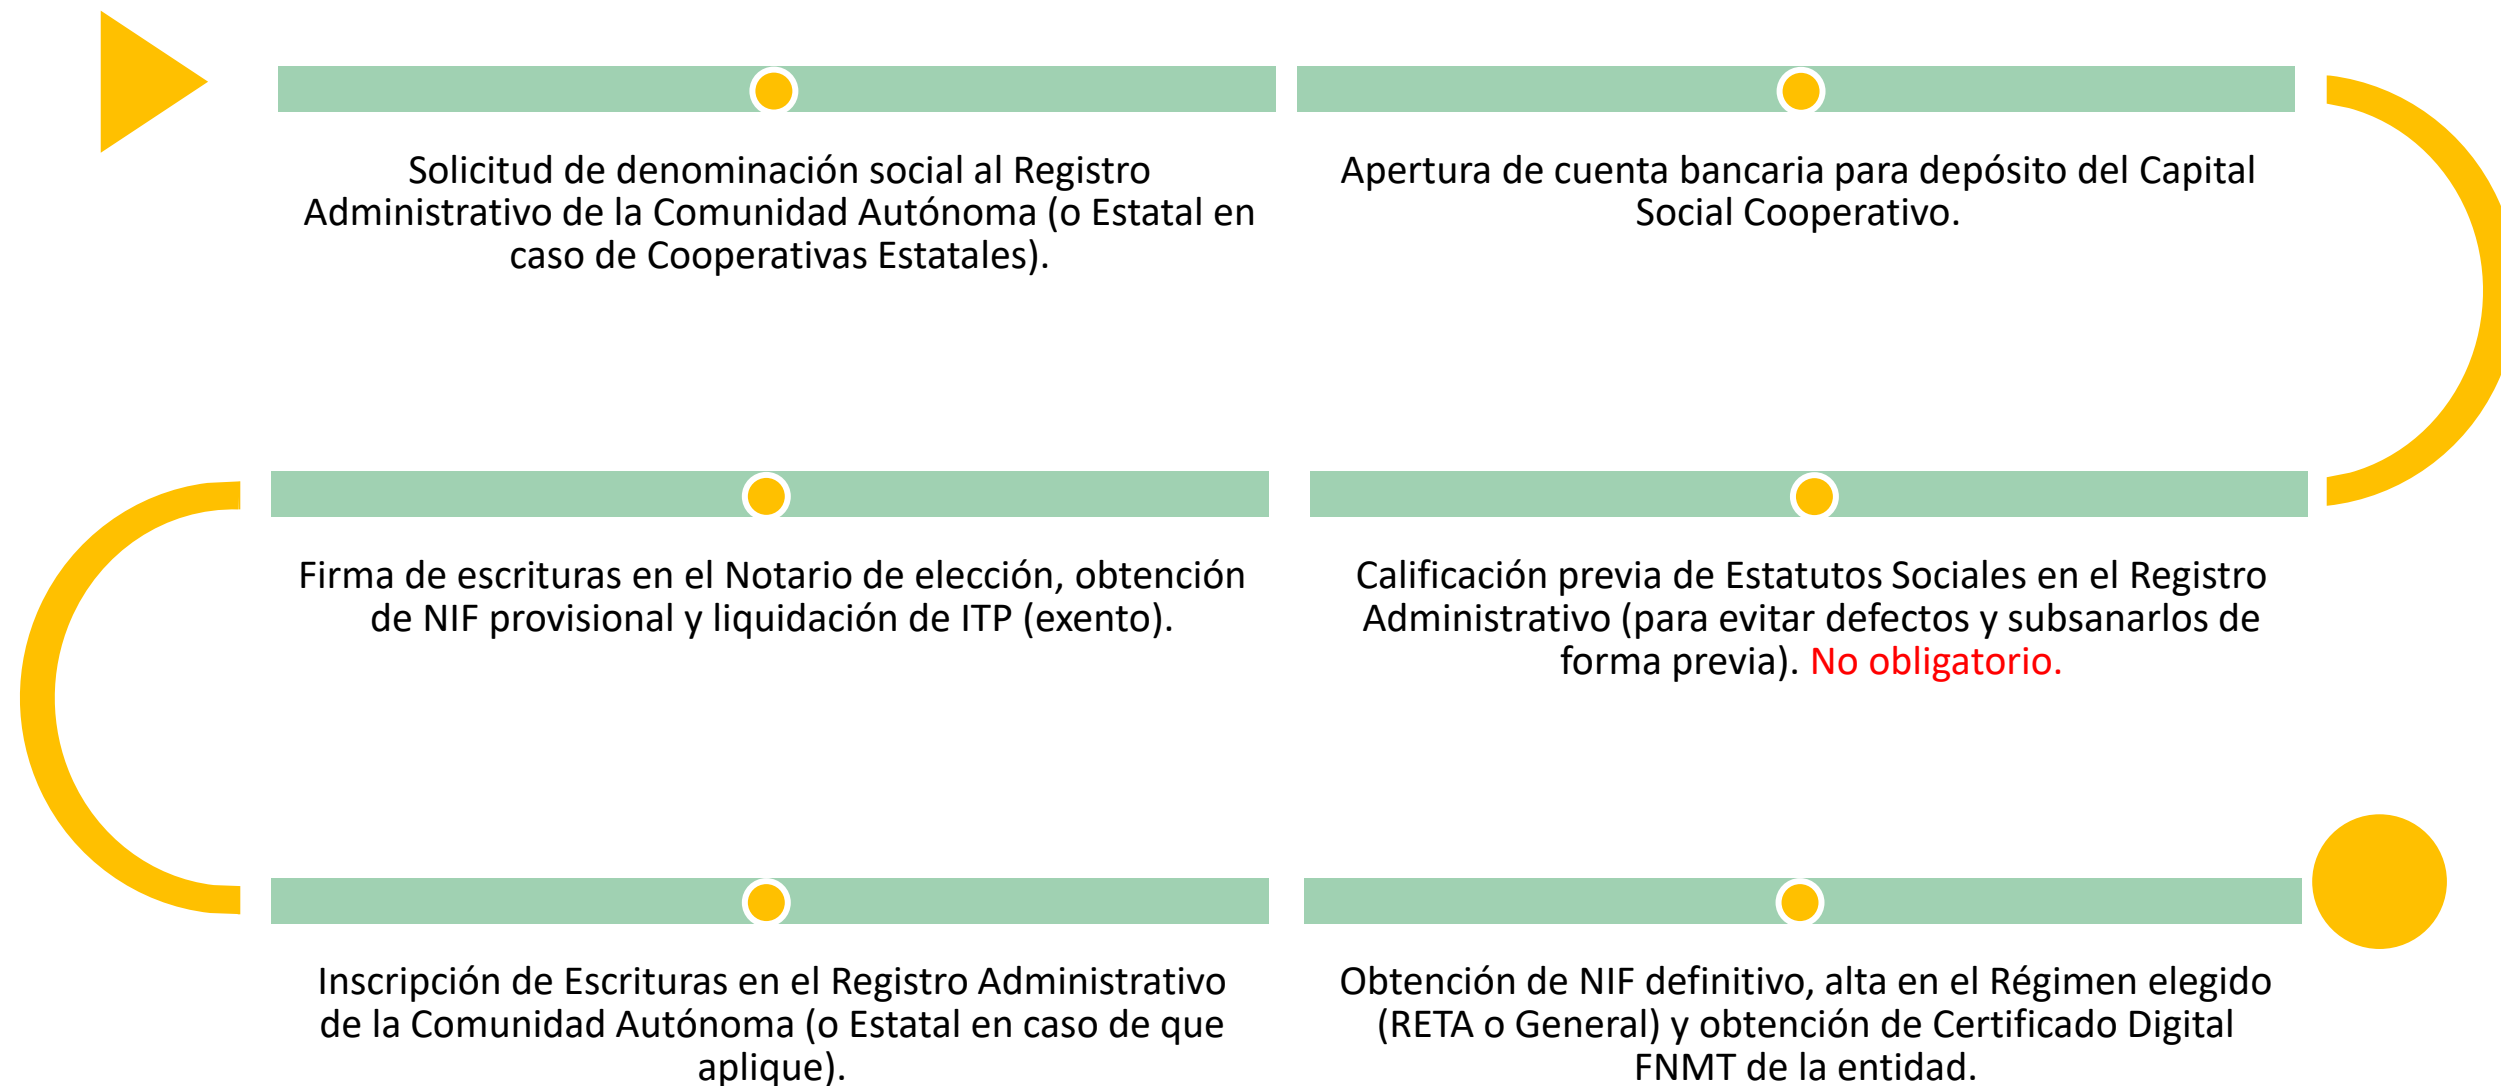 Solicitud de denominación social al Registro
Administrativo de la Comunidad Autónoma (o Estatal en
caso de Cooperativas Estatales).
Apertura de cuenta bancaria para depósito del Capital
Social Cooperativo.
Calificación previa de Estatutos Sociales en el Registro
Administrativo (para evitar defectos y subsanarlos de
forma previa). No obligatorio.
Firma de escrituras en el Notario de elección, obtención
de NIF provisional y liquidación de ITP (exento).
Inscripción de Escrituras en el Registro Administrativo
de la Comunidad Autónoma (o Estatal en caso de que
aplique).
Obtención de NIF definitivo, alta en el Régimen elegido
(RETA o General) y obtención de Certificado Digital
FNMT de la entidad.